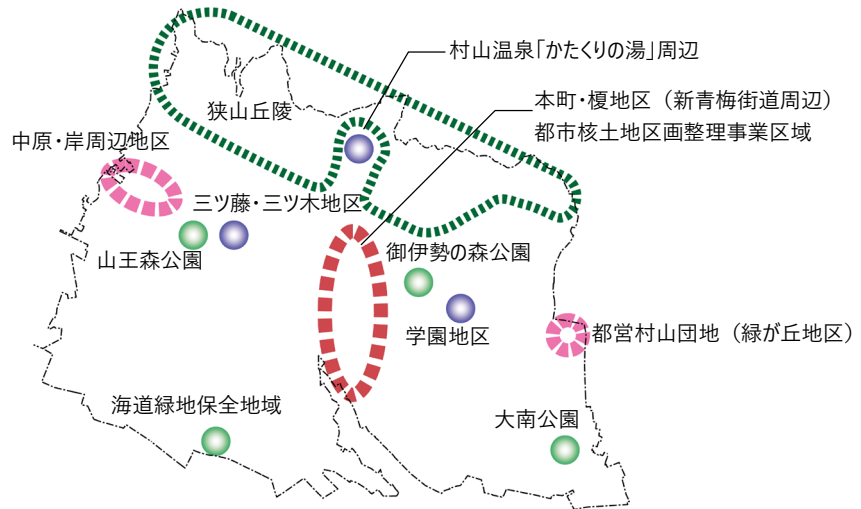 村山温泉「かたくりの湯」周辺
本町・榎地区（新青梅街道周辺）
都市核土地区画整理事業区域
狭山丘陵
中原・岸周辺地区
三ツ藤・三ツ木地区
山王森公園
御伊勢の森公園
学園地区
都営村山団地（緑が丘地区）
海道緑地保全地域
大南公園